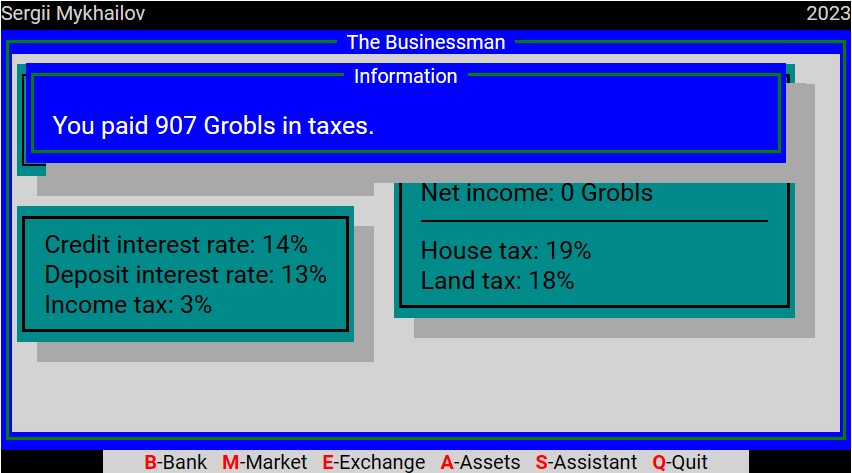 Sergii Mykhailov 2023
The Businessman
Information
You paid 907 Grobls in taxes.
Net income: 0 Grobls
House tax: 19%
Land tax: 18%
Credit interest rate: 14%
Deposit interest rate: 13%
Income tax: 3%
B-Bank M-Market E-Exchange A-Assets S-Assistant Q-Quit